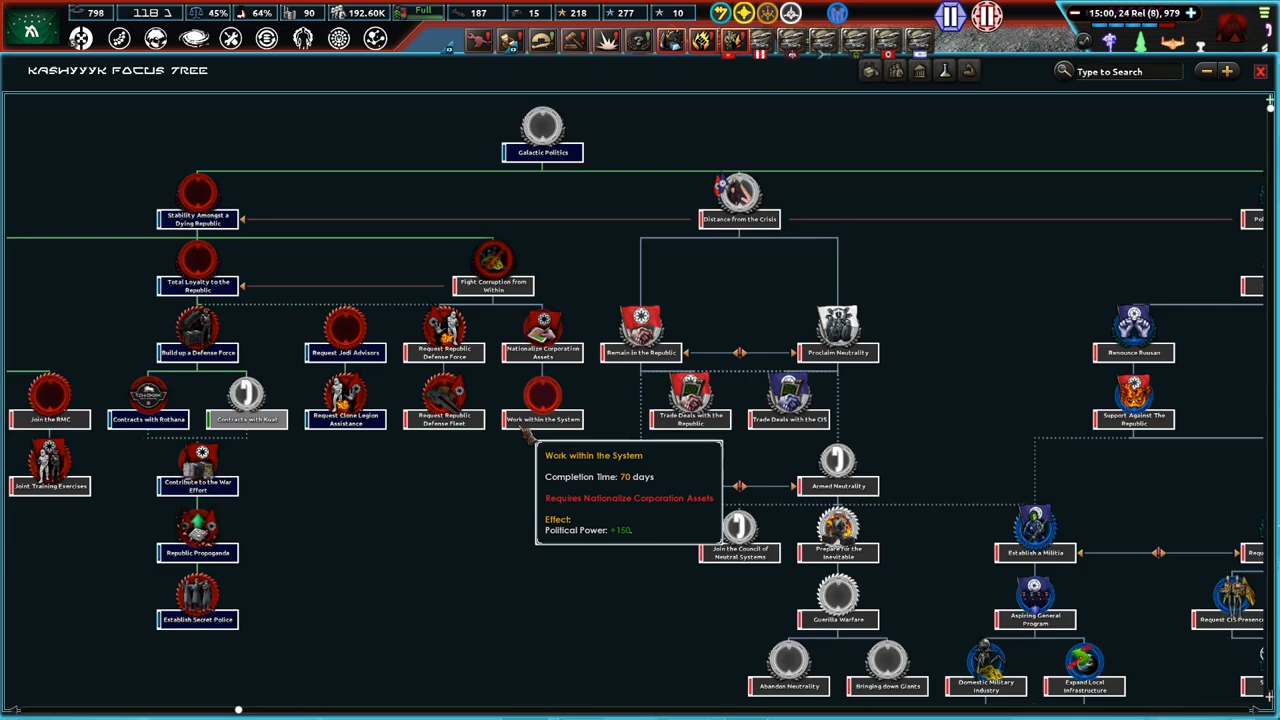 798 118 45% 64% 90 192.60K Full 187 15 218 277 10 15:00, 24 Rel (8), 979
KASHYYYK FOCUS TREE
Type to Search
Galactic Politics
Stability Amongst a
Dying Republic
Distance from the Crisis
Total Loyalty to the
Republic
Fight Corruption from
Within
Build up a Defense Force
Request Jedi Advisors
Request Republic
Defense Force
Nationalize Corporation
Assets
Remain in the Republic
Proclaim Neutrality
Renounce Ruusan
Join the RMC
Contracts with Rothana
Contracts with Kuat
Request Clone Legion
Assistance
Request Republic
Defense Fleet
Work within the System
Trade Deals with the
Republic
Trade Deals with the CIS
Support Against The
Republic
Work within the System
Completion Time: 70 days
Requires Nationalize Corporation Assets
Effect:
Political Power: +150.
Joint Training Exercises
Contribute to the War
Effort
Armed Neutrality
Republic Propoganda
Join the Council of
Neutral Systems
Prepare for the
Inevitable
Establish a Militia
Establish Secret Police
Guerilla Warfare
Aspiring General
Program
Request CIS Presence
Abandon Neutrality
Bringing down Giants
Domestic Military
Industry
Expand Local
Infrastructure